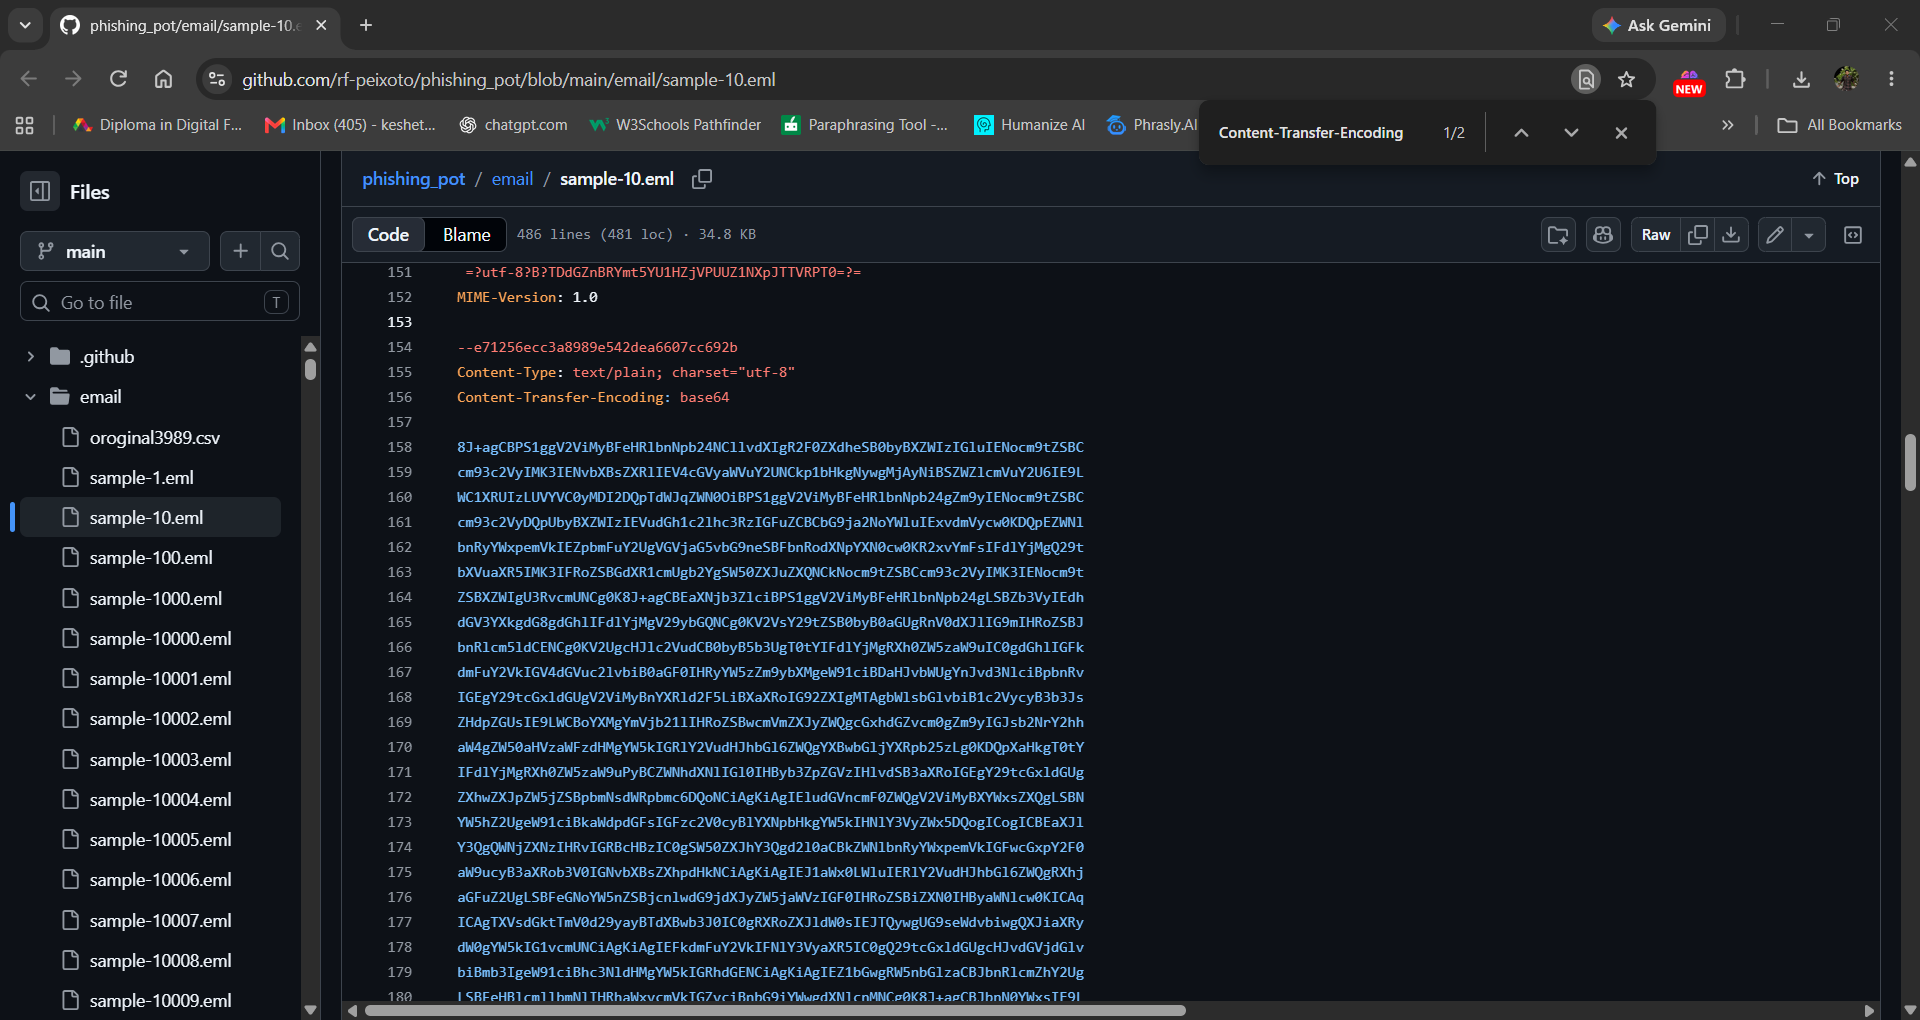 phishing_pot/email/sample-10.e
Ask Gemini
github.com/rf-peixoto/phishing_pot/blob/main/email/sample-10.eml
NEW
Diploma in Digital F...
Inbox (405) - keshet...
chatgpt.com
W3Schools Pathfinder
Paraphrasing Tool -...
Humanize AI
Phrasly.AI
All Bookmarks
Content-Transfer-Encoding 1/2
Files
phishing_pot / email / sample-10.eml
Top
main
Code Blame 486 lines (481 loc) · 34.8 KB
Raw
Go to file T
.github
email
oroginal3989.csv
sample-1.eml
sample-10.eml
sample-100.eml
sample-1000.eml
sample-10000.eml
sample-10001.eml
sample-10002.eml
sample-10003.eml
sample-10004.eml
sample-10005.eml
sample-10006.eml
sample-10007.eml
sample-10008.eml
sample-10009.eml
151 =?utf-8?B?TDdGZnBRYmt5YU1HZjVPUUZ1NXpJTTVRPT0=?=
152 MIME-Version: 1.0
153
154 --e71256ecc3a8989e542dea6607cc692b
155 Content-Type: text/plain; charset="utf-8"
156 Content-Transfer-Encoding: base64
157
158 8J+agCBPS1ggV2ViMyBFeHRlbnNpb24NCllvdXIgR2F0ZXdheSB0byBXZWIzIGluIENocm9tZSBC
159 cm93c2VyIMK3IENvbXBsZXRlIEV4cGVyaWVuY2UNCkp1bHkgNywgMjAyNiBSZWZlcmVuY2U6IE9L
160 WC1XRUIzLUVYVC0yMDI2DQpTdWJqZWN0OiBPS1ggV2ViMyBFeHRlbnNpb24gZm9yIENocm9tZSBC
161 cm93c2VyDQpUbyBXZWIzIEVudGh1c2lhc3RzIGFuZCBCbG9ja2NoYWluIExvdmVycw0KDQpEZWNl
162 bnRyYWxpemVkIEZpbmFuY2UgVGVjaG5vbG9neSBFbnRodXNpYXN0cw0KR2xvYmFsIFdlYjMgQ29t
163 bXVuaXR5IMK3IFRoZSBGdXR1cmUgb2YgSW50ZXJuZXQNCkNocm9tZSBCcm93c2VyIMK3IENocm9t
164 ZSBXZWIgU3RvcmUNCg0K8J+agCBEaXNjb3ZlciBPS1ggV2ViMyBFeHRlbnNpb24gLSBZb3VyIEdh
165 dGV3YXkgdG8gdGhlIFdlYjMgV29ybGQNCg0KV2VsY29tZSB0byB0aGUgRnV0dXJlIG9mIHRoZSBJ
166 bnRlcm5ldCENCg0KV2UgcHJlc2VudCB0byB5b3UgT0tYIFdlYjMgRXh0ZW5zaW9uIC0gdGhlIGFk
167 dmFuY2VkIGV4dGVuc2lvbiB0aGF0IHRyYW5zZm9ybXMgeW91ciBDaHJvbWUgYnJvd3NlciBpbnRv
168 IGEgY29tcGxldGUgV2ViMyBnYXRld2F5LiBXaXRoIG92ZXIgMTAgbWlsbGlvbiB1c2VycyB3b3Js
169 ZHdpZGUsIE9LWCBoYXMgYmVjb21lIHRoZSBwcmVmZXJyZWQgcGxhdGZvcm0gZm9yIGJsb2NrY2hh
170 aW4gZW50aHVzaWFzdHMgYW5kIGRlY2VudHJhbGl6ZWQgYXBwbGljYXRpb25zLg0KDQpXaHkgT0tY
171 IFdlYjMgRXh0ZW5zaW9uPyBCZWNhdXNlIGl0IHByb3ZpZGVzIHlvdSB3aXRoIGEgY29tcGxldGUg
172 ZXhwZXJpZW5jZSBpbmNsdWRpbmc6DQoNCiAgKiAgIEludGVncmF0ZWQgV2ViMyBXYWxsZXQgLSBN
173 YW5hZ2UgeW91ciBkaWdpdGFsIGFzc2V0cyBlYXNpbHkgYW5kIHNlY3VyZWx5DQogICogICBEaXJl
174 Y3QgQWNjZXNzIHRvIGRBcHBzIC0gSW50ZXJhY3Qgd2l0aCBkZWNlbnRyYWxpemVkIGFwcGxpY2F0
175 aW9ucyB3aXRob3V0IGNvbXBsZXhpdHkNCiAgKiAgIEJ1aWx0LWluIERlY2VudHJhbGl6ZWQgRXhj
176 aGFuZ2UgLSBFeGNoYW5nZSBjcnlwdG9jdXJyZW5jaWVzIGF0IHRoZSBiZXN0IHByaWNlcw0KICAq
177 ICAgTXVsdGktTmV0d29yayBTdXBwb3J0IC0gRXRoZXJldW0sIEJTQywgUG9seWdvbiwgQXJiaXRy
178 dW0gYW5kIG1vcmUNCiAgKiAgIEFkdmFuY2VkIFNlY3VyaXR5IC0gQ29tcGxldGUgcHJvdGVjdGlv
179 biBmb3IgeW91ciBhc3NldHMgYW5kIGRhdGENCiAgKiAgIEZ1bGwgRW5nbGlzaCBJbnRlcmZhY2Ug
180